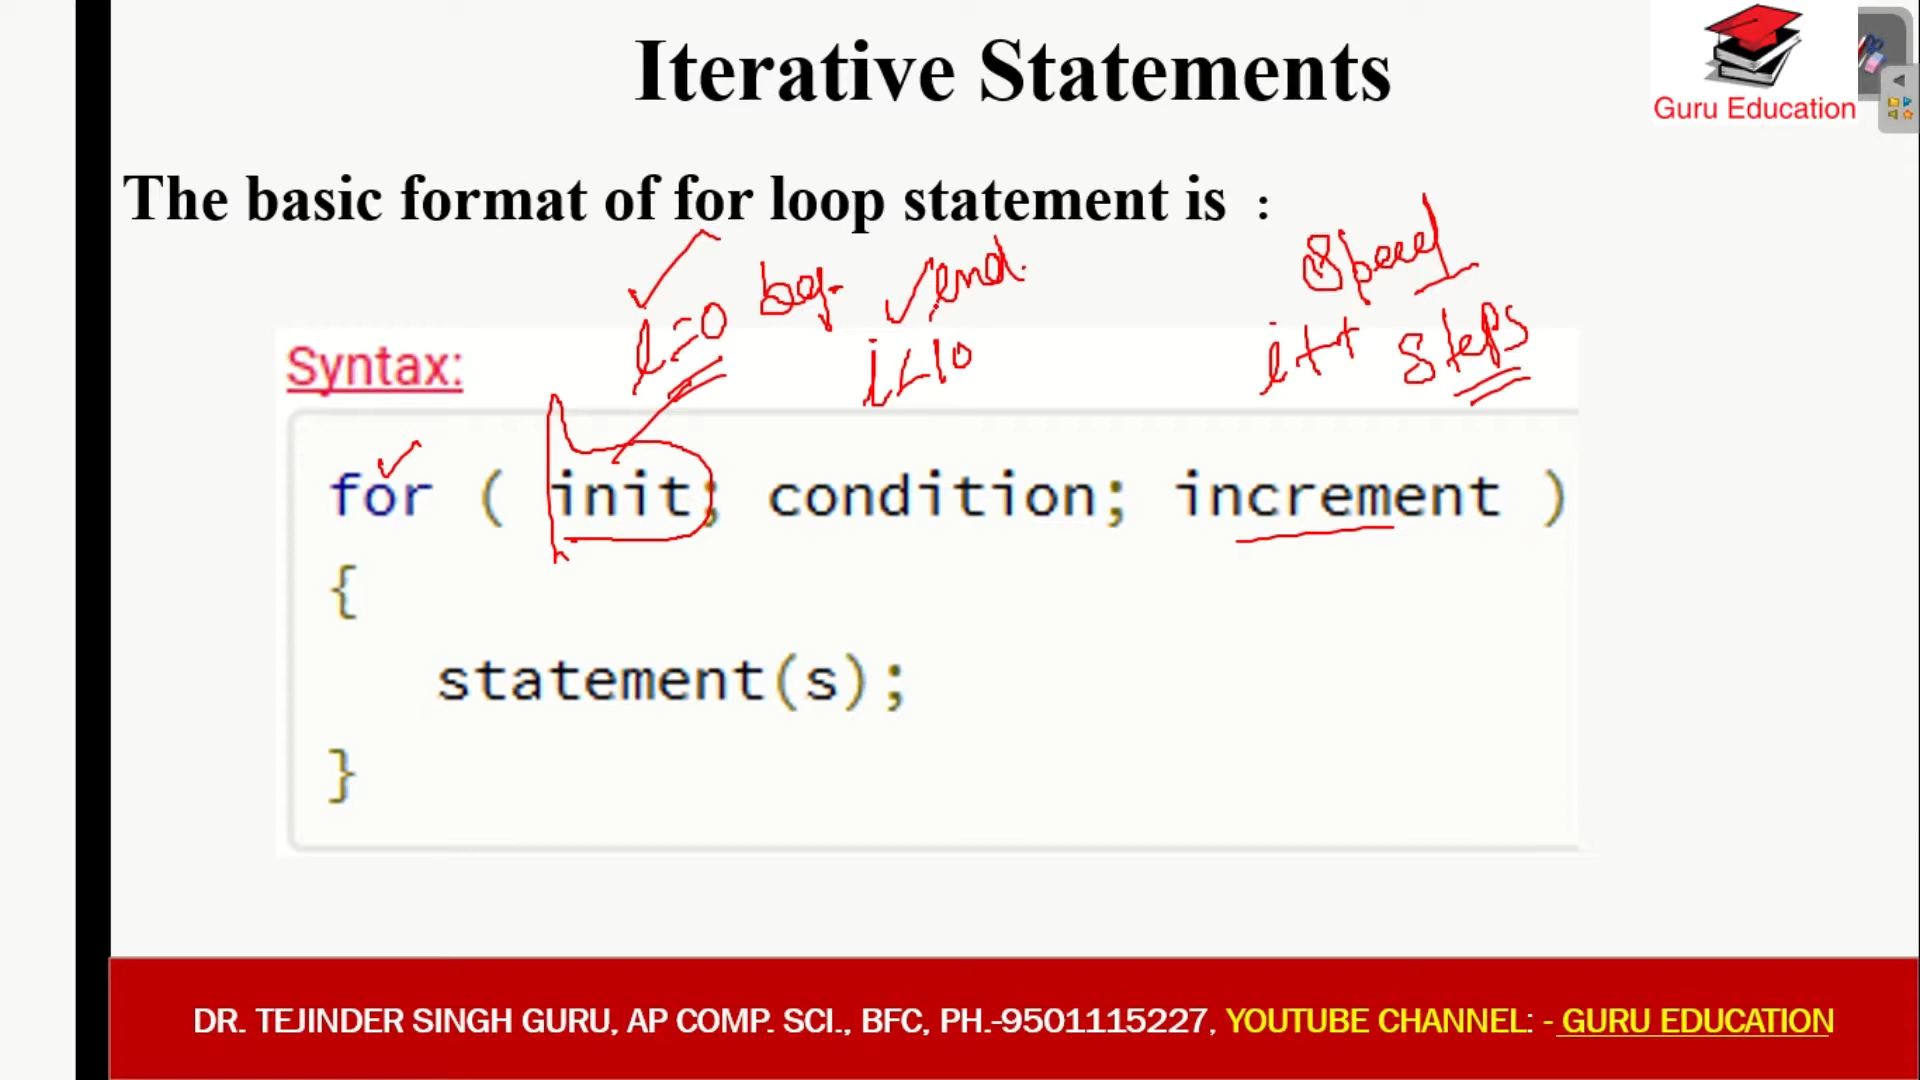 Iterative Statements
Guru Education
The basic format of for loop statement is :
Speed
beg.
end.
i=0
i<10
i++ Steps
Syntax:
for ( init; condition; increment )
{
statement(s);
}
DR. TEJINDER SINGH GURU, AP COMP. SCI., BFC, PH.-9501115227, YOUTUBE CHANNEL: - GURU EDUCATION